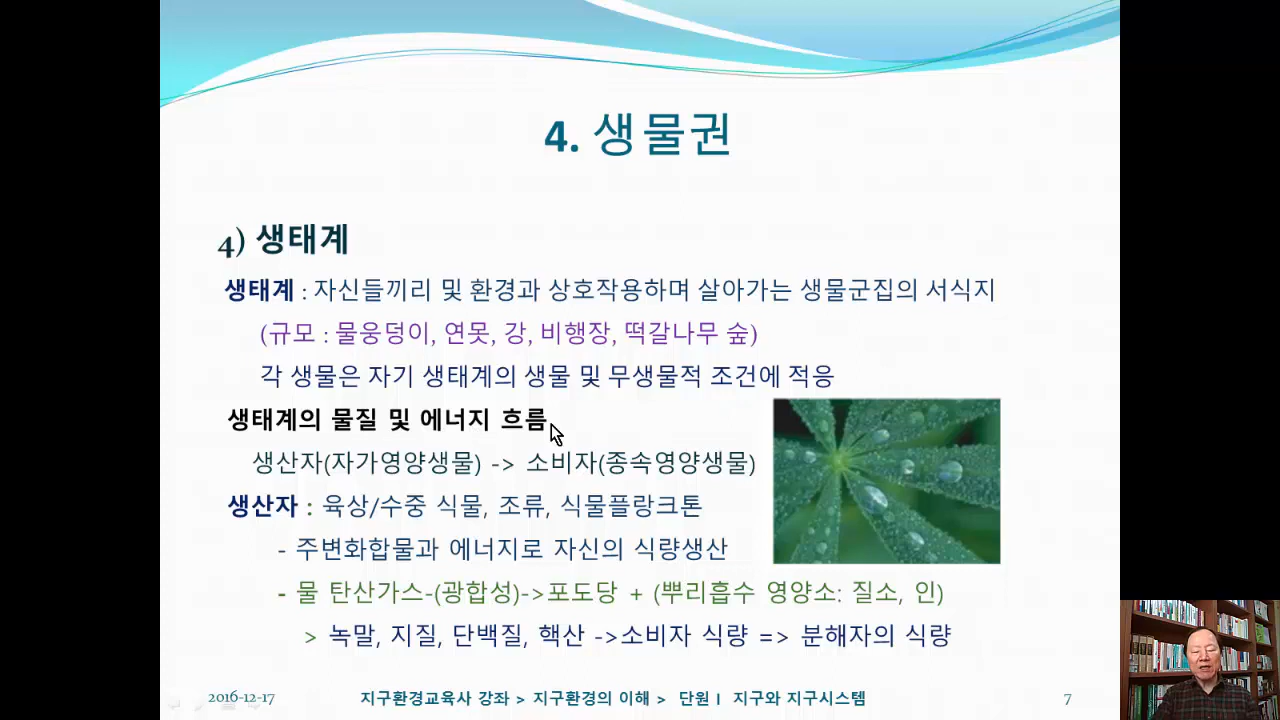 4. 생물권
4) 생태계
생태계 : 자신들끼리 및 환경과 상호작용하며 살아가는 생물군집의 서식지
(규모 : 물웅덩이, 연못, 강, 비행장, 떡갈나무 숲)
각 생물은 자기 생태계의 생물 및 무생물적 조건에 적응
생태계의 물질 및 에너지 흐름
생산자(자가영양생물) -> 소비자(종속영양생물)
생산자 : 육상/수중 식물, 조류, 식물플랑크톤
- 주변화합물과 에너지로 자신의 식량생산
- 물 탄산가스-(광합성)->포도당 + (뿌리흡수 영양소: 질소, 인)
> 녹말, 지질, 단백질, 핵산 ->소비자 식량 => 분해자의 식량
2016-12-17
지구환경교육사 강좌 > 지구환경의 이해 > 단원 I 지구와 지구시스템
7